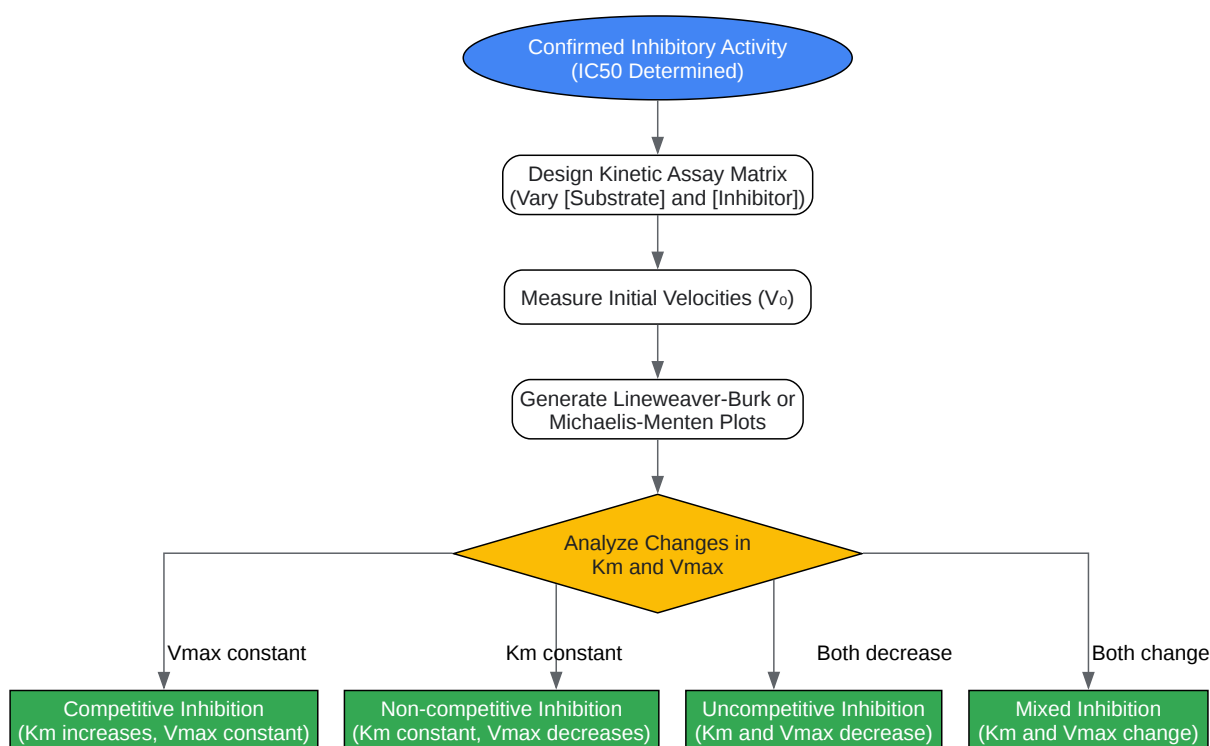 Confirmed Inhibitory Activity
(IC50 Determined)
Design Kinetic Assay Matrix
(Vary [Substrate] and [Inhibitor])
Measure Initial Velocities (V₀)
Generate Lineweaver-Burk or
Michaelis-Menten Plots
Analyze Changes in
Km and Vmax
Vmax constant
Km constant
Both decrease
Both change
Competitive Inhibition
(Km increases, Vmax constant)
Non-competitive Inhibition
(Km constant, Vmax decreases)
Uncompetitive Inhibition
(Km and Vmax decrease)
Mixed Inhibition
(Km and Vmax change)